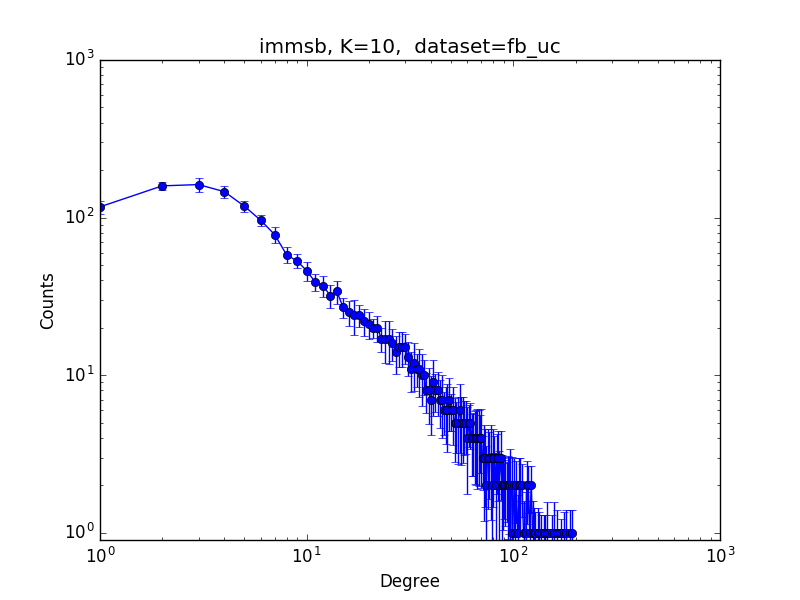 immsb, K=10, dataset=fb_uc
10³
10²
10¹
10⁰
Counts
10⁰ 10¹ 10² 10³
Degree